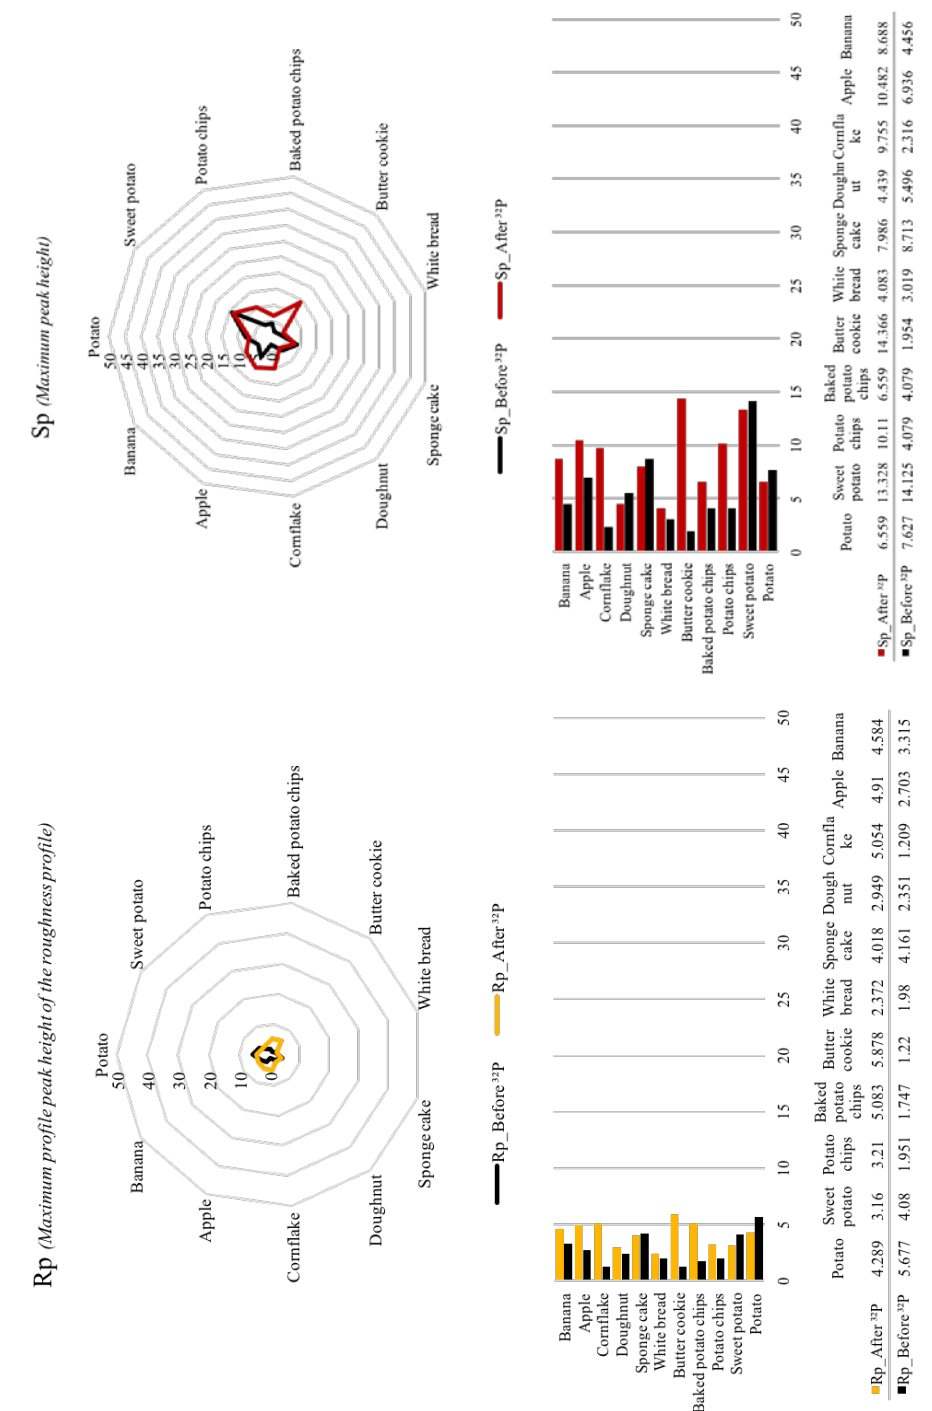 Rp (Maximum profile peak height of the roughness profile)
Potato
Sweet potato
Potato chips
Baked potato chips
Butter cookie
White bread
Sponge cake
Doughnut
Cornflake
Apple
Banana
50
40
30
20
10
0
Rp_Before ³²P
Rp_After ³²P
Banana
Apple
Cornflake
Doughnut
Sponge cake
White bread
Butter cookie
Baked potato chips
Potato chips
Sweet potato
Potato
0 5 10 15 20 25 30 35 40 45 50
Potato Sweet Potato Baked Butter White Sponge Dough Cornfla Apple Banana
potato chips potato cookie bread cake nut ke
chips
Rp_After ³²P 4.289 3.16 3.21 5.083 5.878 2.372 4.018 2.949 5.054 4.91 4.584
Rp_Before ³²P 5.677 4.08 1.951 1.747 1.22 1.98 4.161 2.351 1.209 2.703 3.315
Sp (Maximum peak height)
Potato
Sweet potato
Potato chips
Baked potato chips
Butter cookie
White bread
Sponge cake
Doughnut
Cornflake
Apple
Banana
50
45
40
35
30
25
20
15
10
5
0
Sp_Before ³²P
Sp_After ³²P
Banana
Apple
Cornflake
Doughnut
Sponge cake
White bread
Butter cookie
Baked potato chips
Potato chips
Sweet potato
Potato
0 5 10 15 20 25 30 35 40 45 50
Potato Sweet Potato Baked Butter White Sponge Doughn Cornfla Apple Banana
potato chips potato cookie bread cake ut ke
chips
Sp_After ³²P 6.559 13.328 10.11 6.559 14.366 4.083 7.986 4.439 9.755 10.482 8.688
Sp_Before ³²P 7.627 14.125 4.079 4.079 1.954 3.019 8.713 5.496 2.316 6.936 4.456